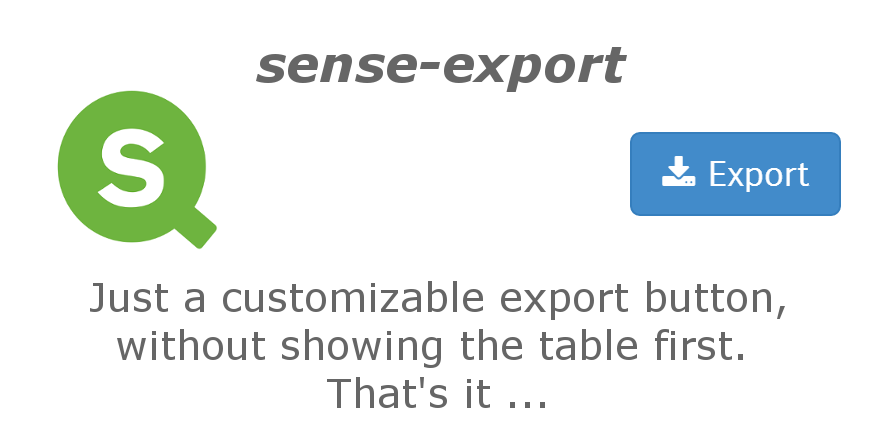 sense-export
S
Export
Just a customizable export button,
without showing the table first.
That's it ...